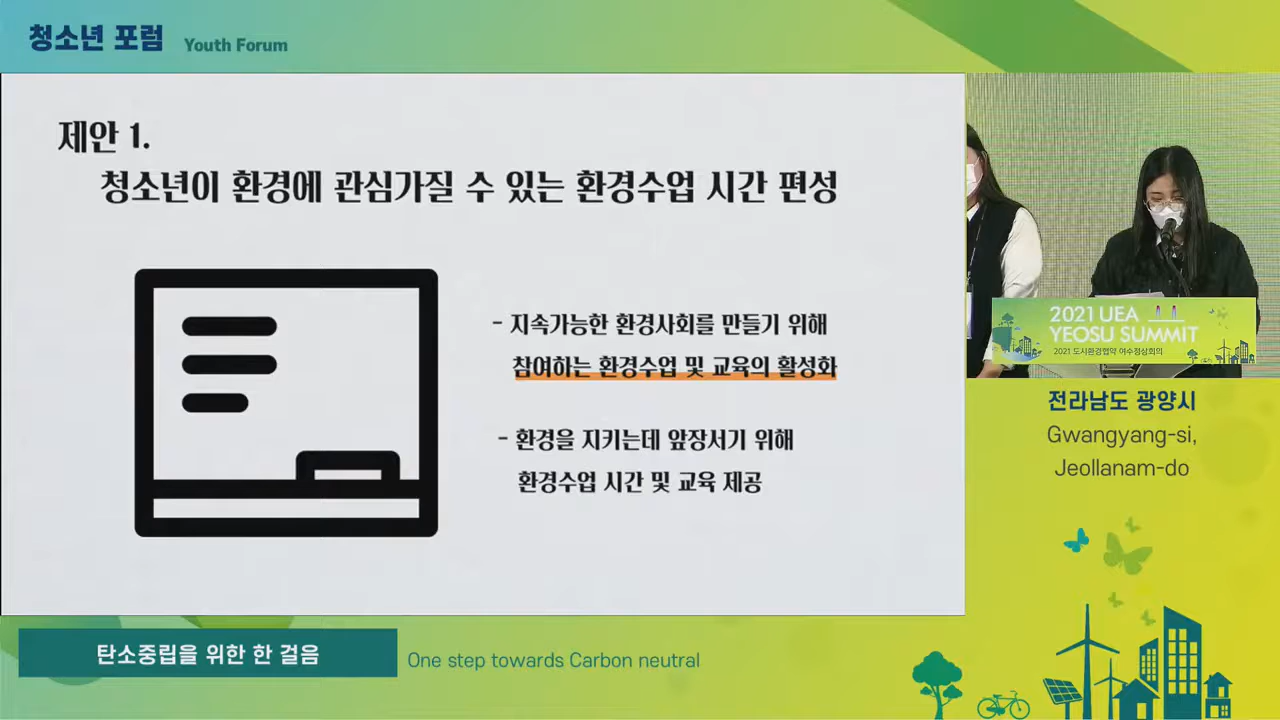 청소년 포럼 Youth Forum
제안 1.
청소년이 환경에 관심가질 수 있는 환경수업 시간 편성
- 지속가능한 환경사회를 만들기 위해
참여하는 환경수업 및 교육의 활성화
- 환경을 지키는데 앞장서기 위해
환경수업 시간 및 교육 제공
2021 UEA
YEOSU SUMMIT
2021 도시환경협약 여수정상회의
전라남도 광양시
Gwangyang-si,
Jeollanam-do
탄소중립을 위한 한 걸음
One step towards Carbon neutral